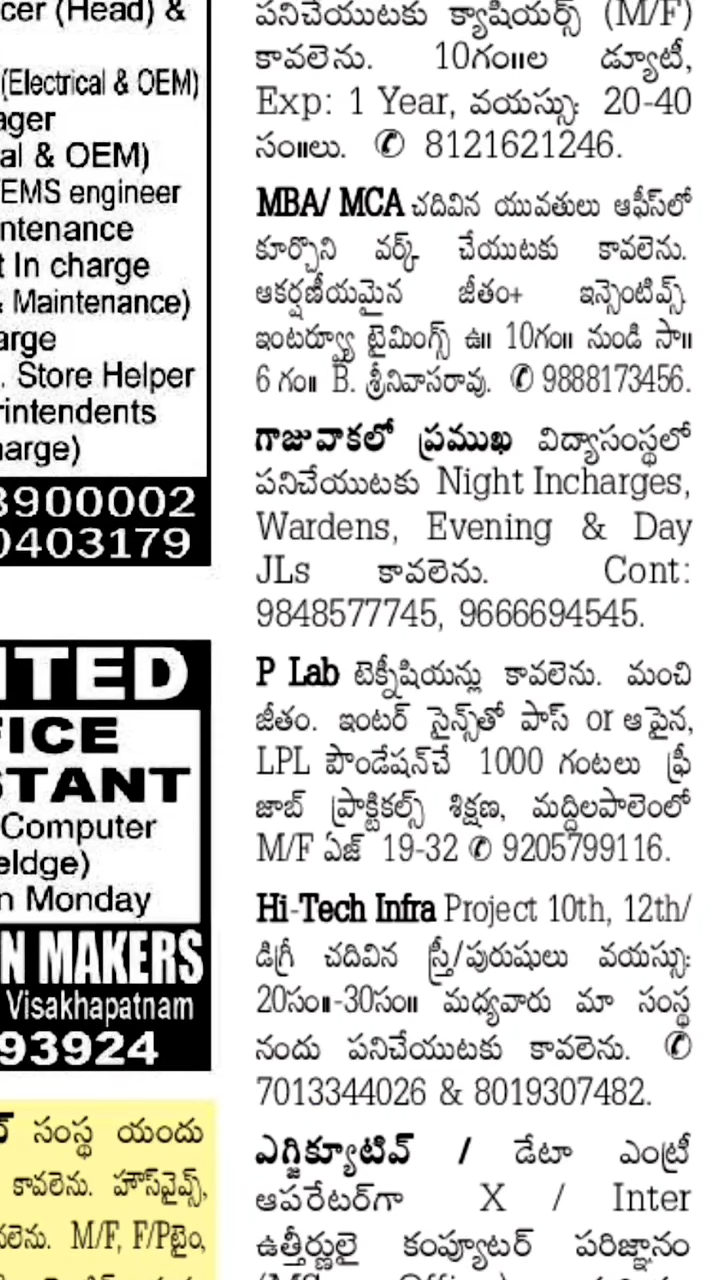 cer (Head) &
(Electrical & OEM)
ager
al & OEM)
EMS engineer
ntenance
t In charge
& Maintenance)
arge
. Store Helper
rintendents
harge)
8900002
0403179
ITED
FICE
STANT
Computer
eldge)
n Monday
N MAKERS
Visakhapatnam
93924
సంస్థ యందు
కావలెను. హౌస్‌వైవ్స్,
వలెను. M/F, F/Pటైం,
పనిచేయుటకు క్యాషియర్స్ (M/F)
కావలెను. 10గం॥ల డ్యూటీ,
Exp: 1 Year, వయస్సు: 20-40
సం॥లు. ✆ 8121621246.
MBA/ MCA చదివిన యువతులు ఆఫీస్‌లో
కూర్చొని వర్క్ చేయుటకు కావలెను.
ఆకర్షణీయమైన జీతం+ ఇన్సెంటివ్స్.
ఇంటర్వ్యూ టైమింగ్స్ ఉ॥ 10గం॥ నుండి సా॥
6 గం॥ B. శ్రీనివాసరావు. ✆ 9888173456.
గాజువాకలో ప్రముఖ విద్యాసంస్థలో
పనిచేయుటకు Night Incharges,
Wardens, Evening & Day
JLs కావలెను. Cont:
9848577745, 9666694545.
P Lab టెక్నీషియన్లు కావలెను. మంచి
జీతం. ఇంటర్ సైన్స్‌తో పాస్ or ఆపైన,
LPL ఫౌండేషన్‌చే 1000 గంటలు ఫ్రీ
జాబ్ ప్రాక్టికల్స్ శిక్షణ, మద్దిలపాలెంలో
M/F ఏజ్ 19-32 ✆ 9205799116.
Hi-Tech Infra Project 10th, 12th/
డిగ్రీ చదివిన స్త్రీ/పురుషులు వయస్సు:
20సం॥-30సం॥ మధ్యవారు మా సంస్థ
నందు పనిచేయుటకు కావలెను. ✆
7013344026 & 8019307482.
ఎగ్జిక్యూటివ్ / డేటా ఎంట్రీ
ఆపరేటర్‌గా X / Inter
ఉత్తీర్ణులై కంప్యూటర్ పరిజ్ఞానం